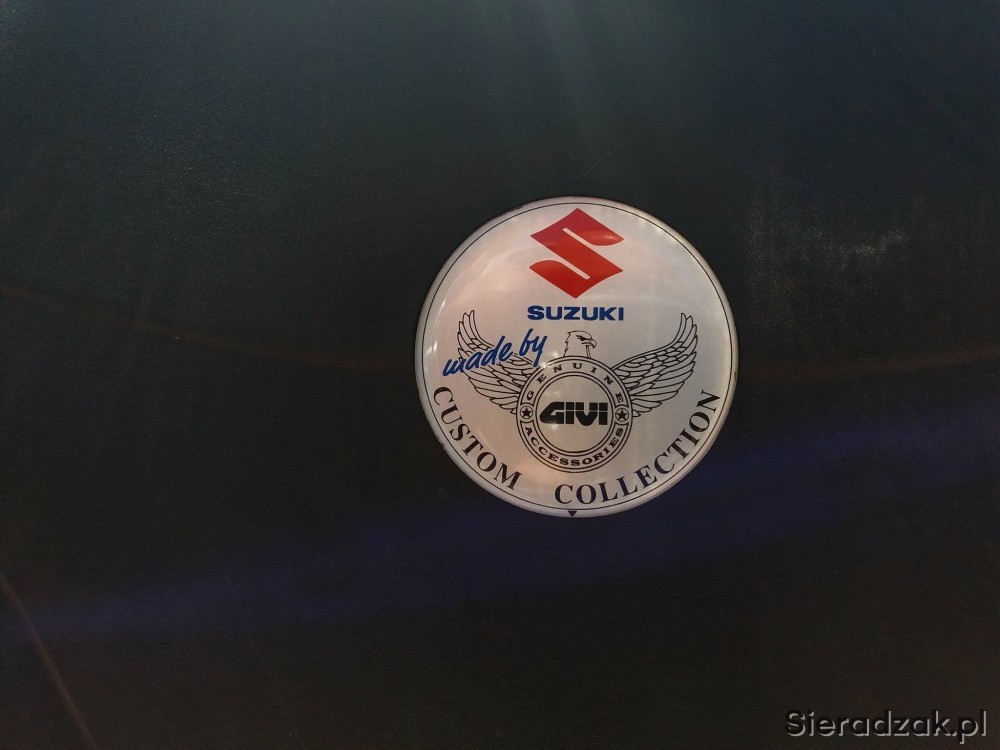 SUZUKI
made by
GENUINE
GIVI
ACCESSORIES
CUSTOM COLLECTION
Sieradzak.pl